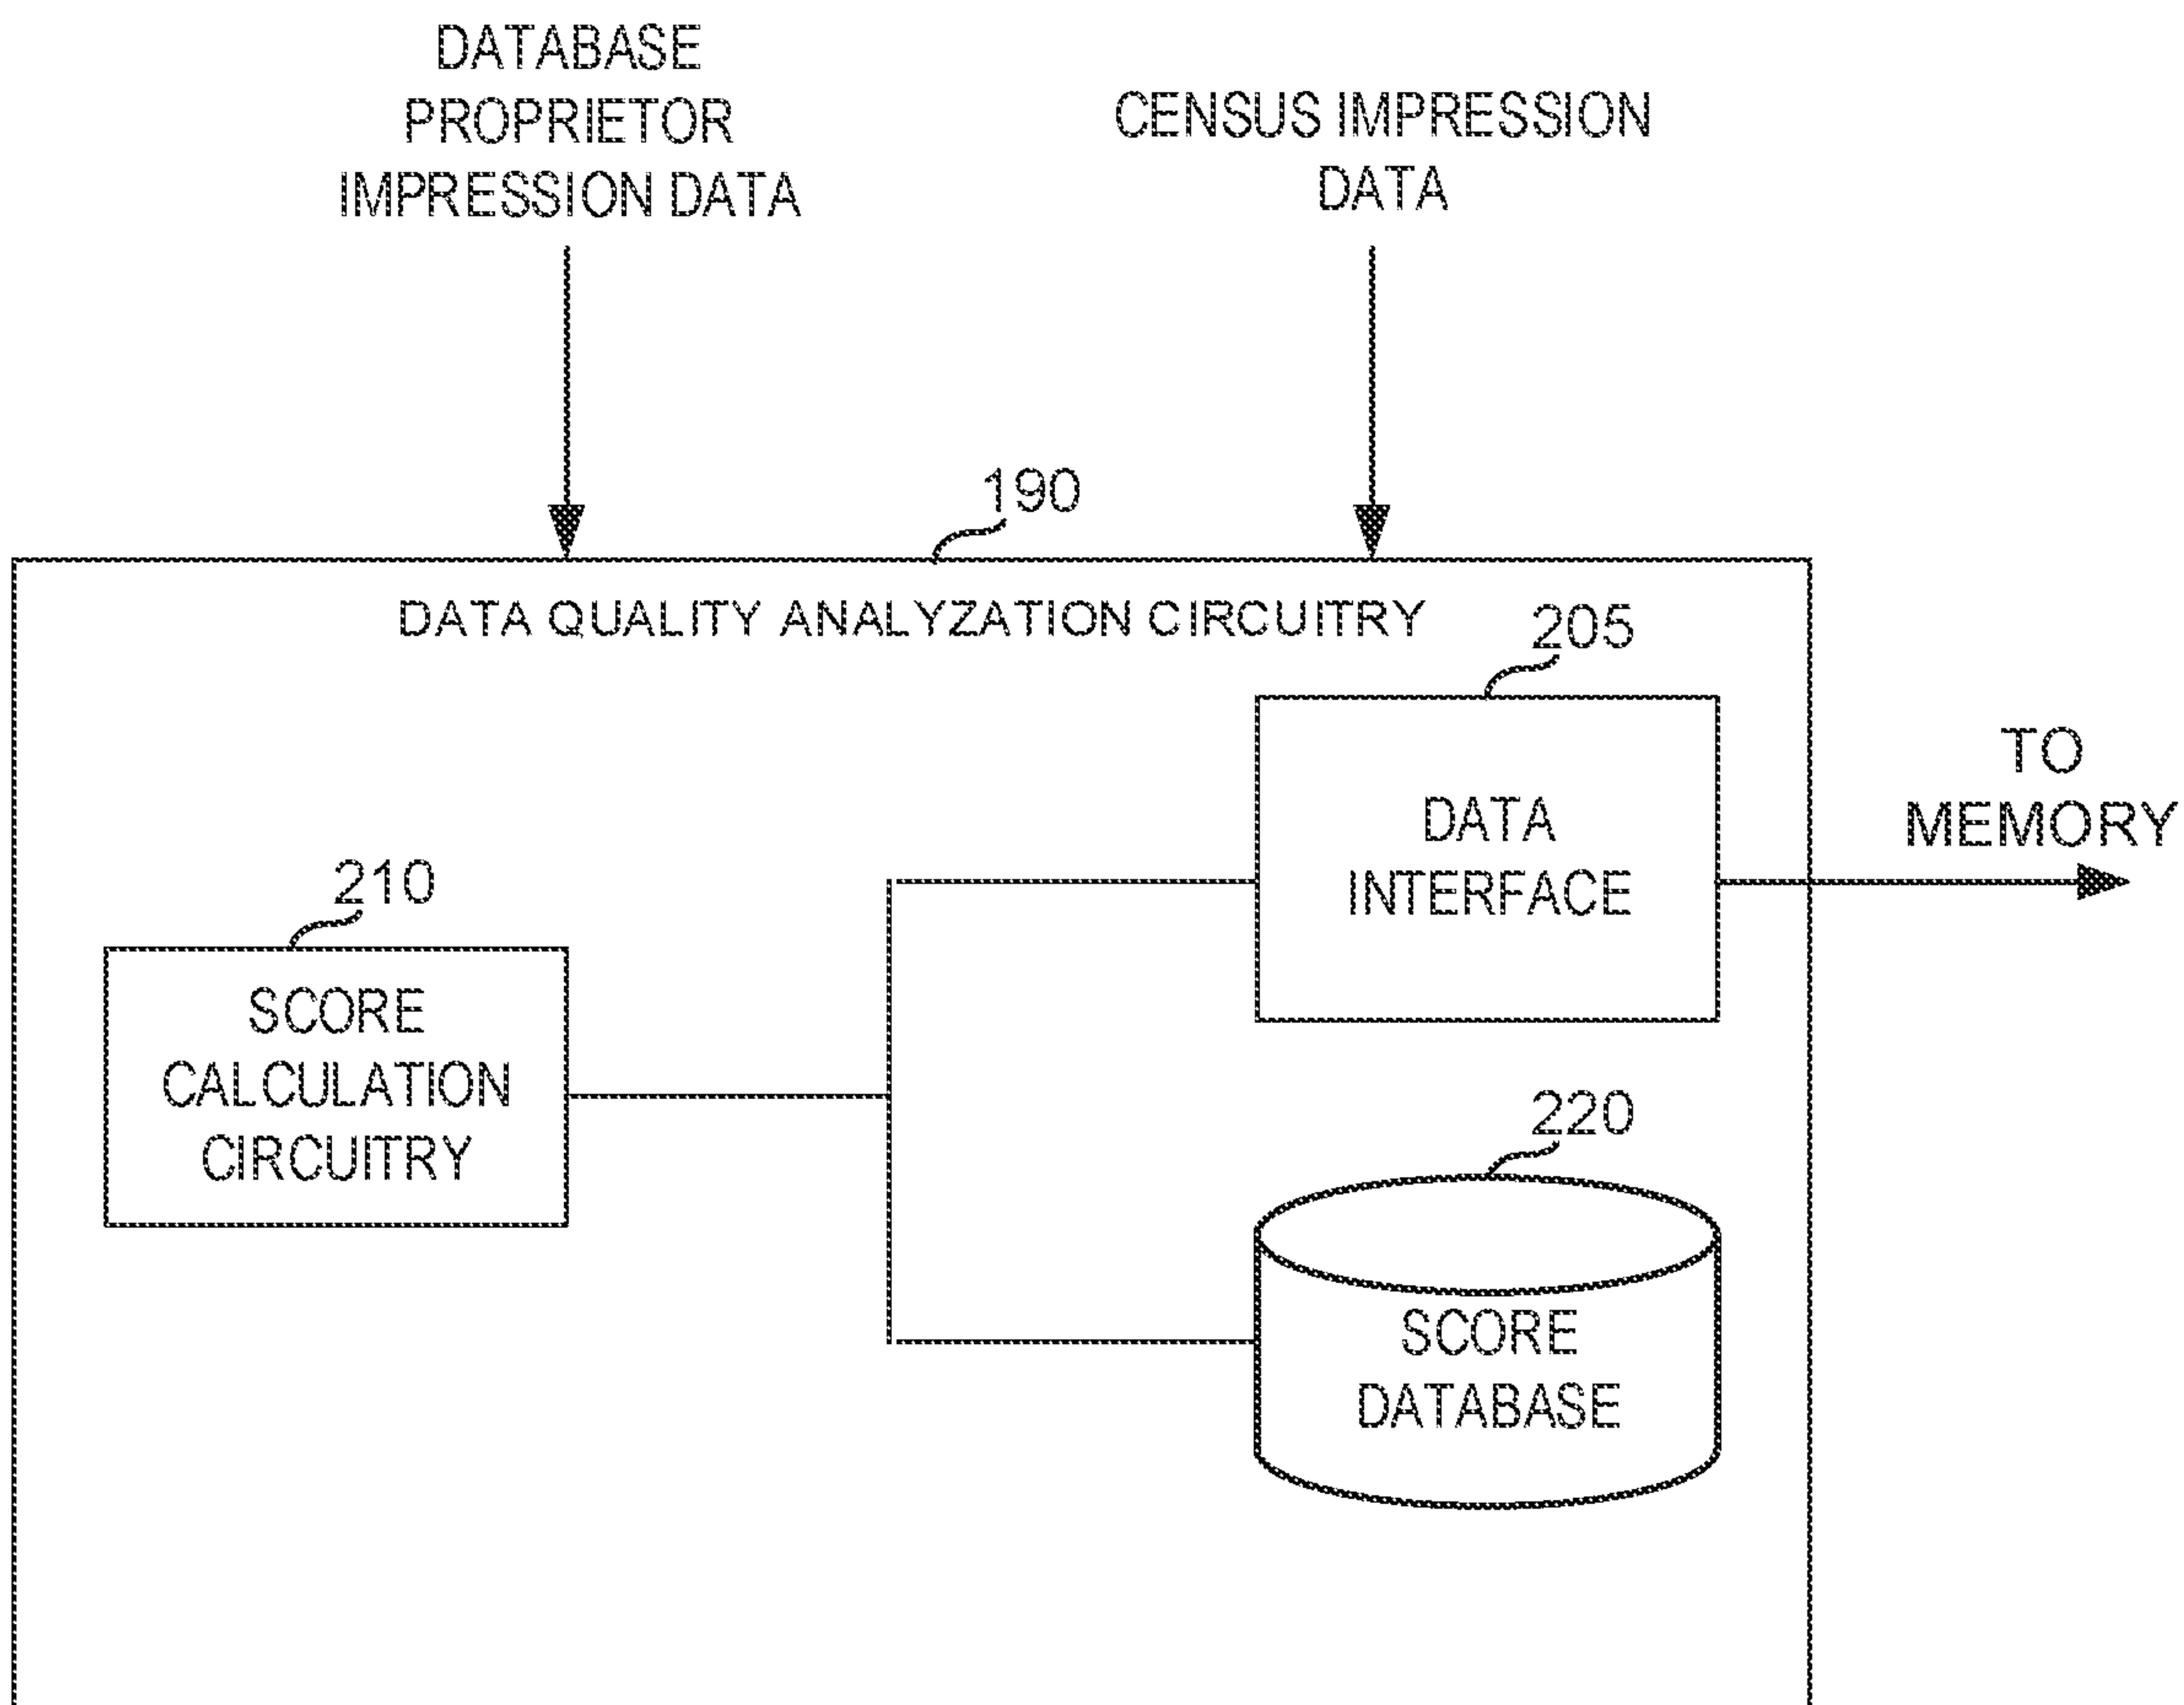 DATABASE
PROPRIETOR
IMPRESSION DATA
CENSUS IMPRESSION
DATA
190
DATA QUALITY ANALYZATION CIRCUITRY
205
DATA
INTERFACE
TO
MEMORY
210
SCORE
CALCULATION
CIRCUITRY
220
SCORE
DATABASE